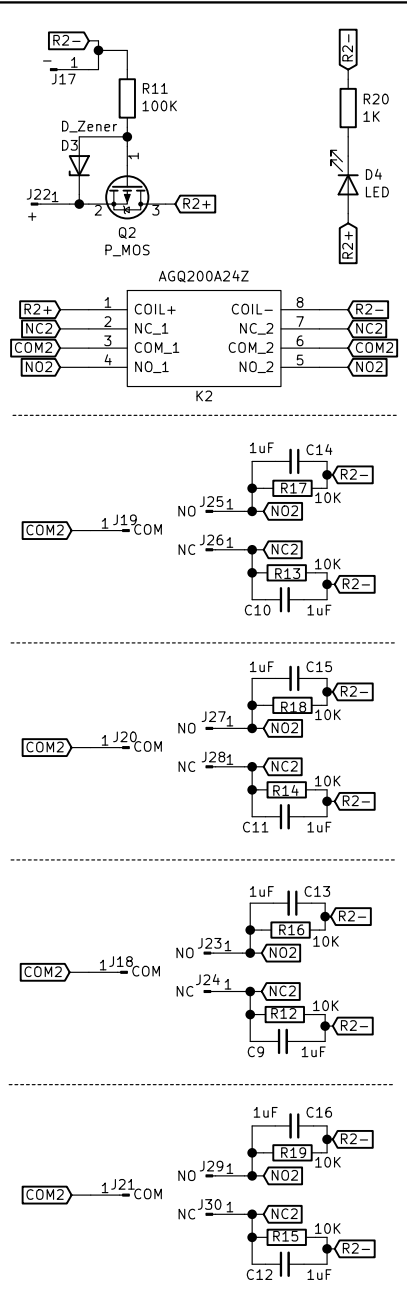 R2-
- 1
J17
R11
100K
D_Zener
D3
1
J22 1
+
2
3
R2+
Q2
P_MOS
R2-
R20
1K
D4
LED
R2+
AGQ200A24Z
R2+ 1 COIL+ COIL- 8 R2-
NC2 2 NC_1 NC_2 7 NC2
COM2 3 COM_1 COM_2 6 COM2
NO2 4 NO_1 NO_2 5 NO2
K2
1uF C14
R2-
R17
10K
NO J25 1 NO2
COM2 1 J19 COM
NC J26 1 NC2
10K
R13
R2-
C10 1uF
1uF C15
R2-
R18
10K
NO J27 1 NO2
COM2 1 J20 COM
NC J28 1 NC2
10K
R14
R2-
C11 1uF
1uF C13
R2-
R16
10K
NO J23 1 NO2
COM2 1 J18 COM
NC J24 1 NC2
10K
R12
R2-
C9 1uF
1uF C16
R2-
R19
10K
NO J29 1 NO2
COM2 1 J21 COM
NC J30 1 NC2
10K
R15
R2-
C12 1uF